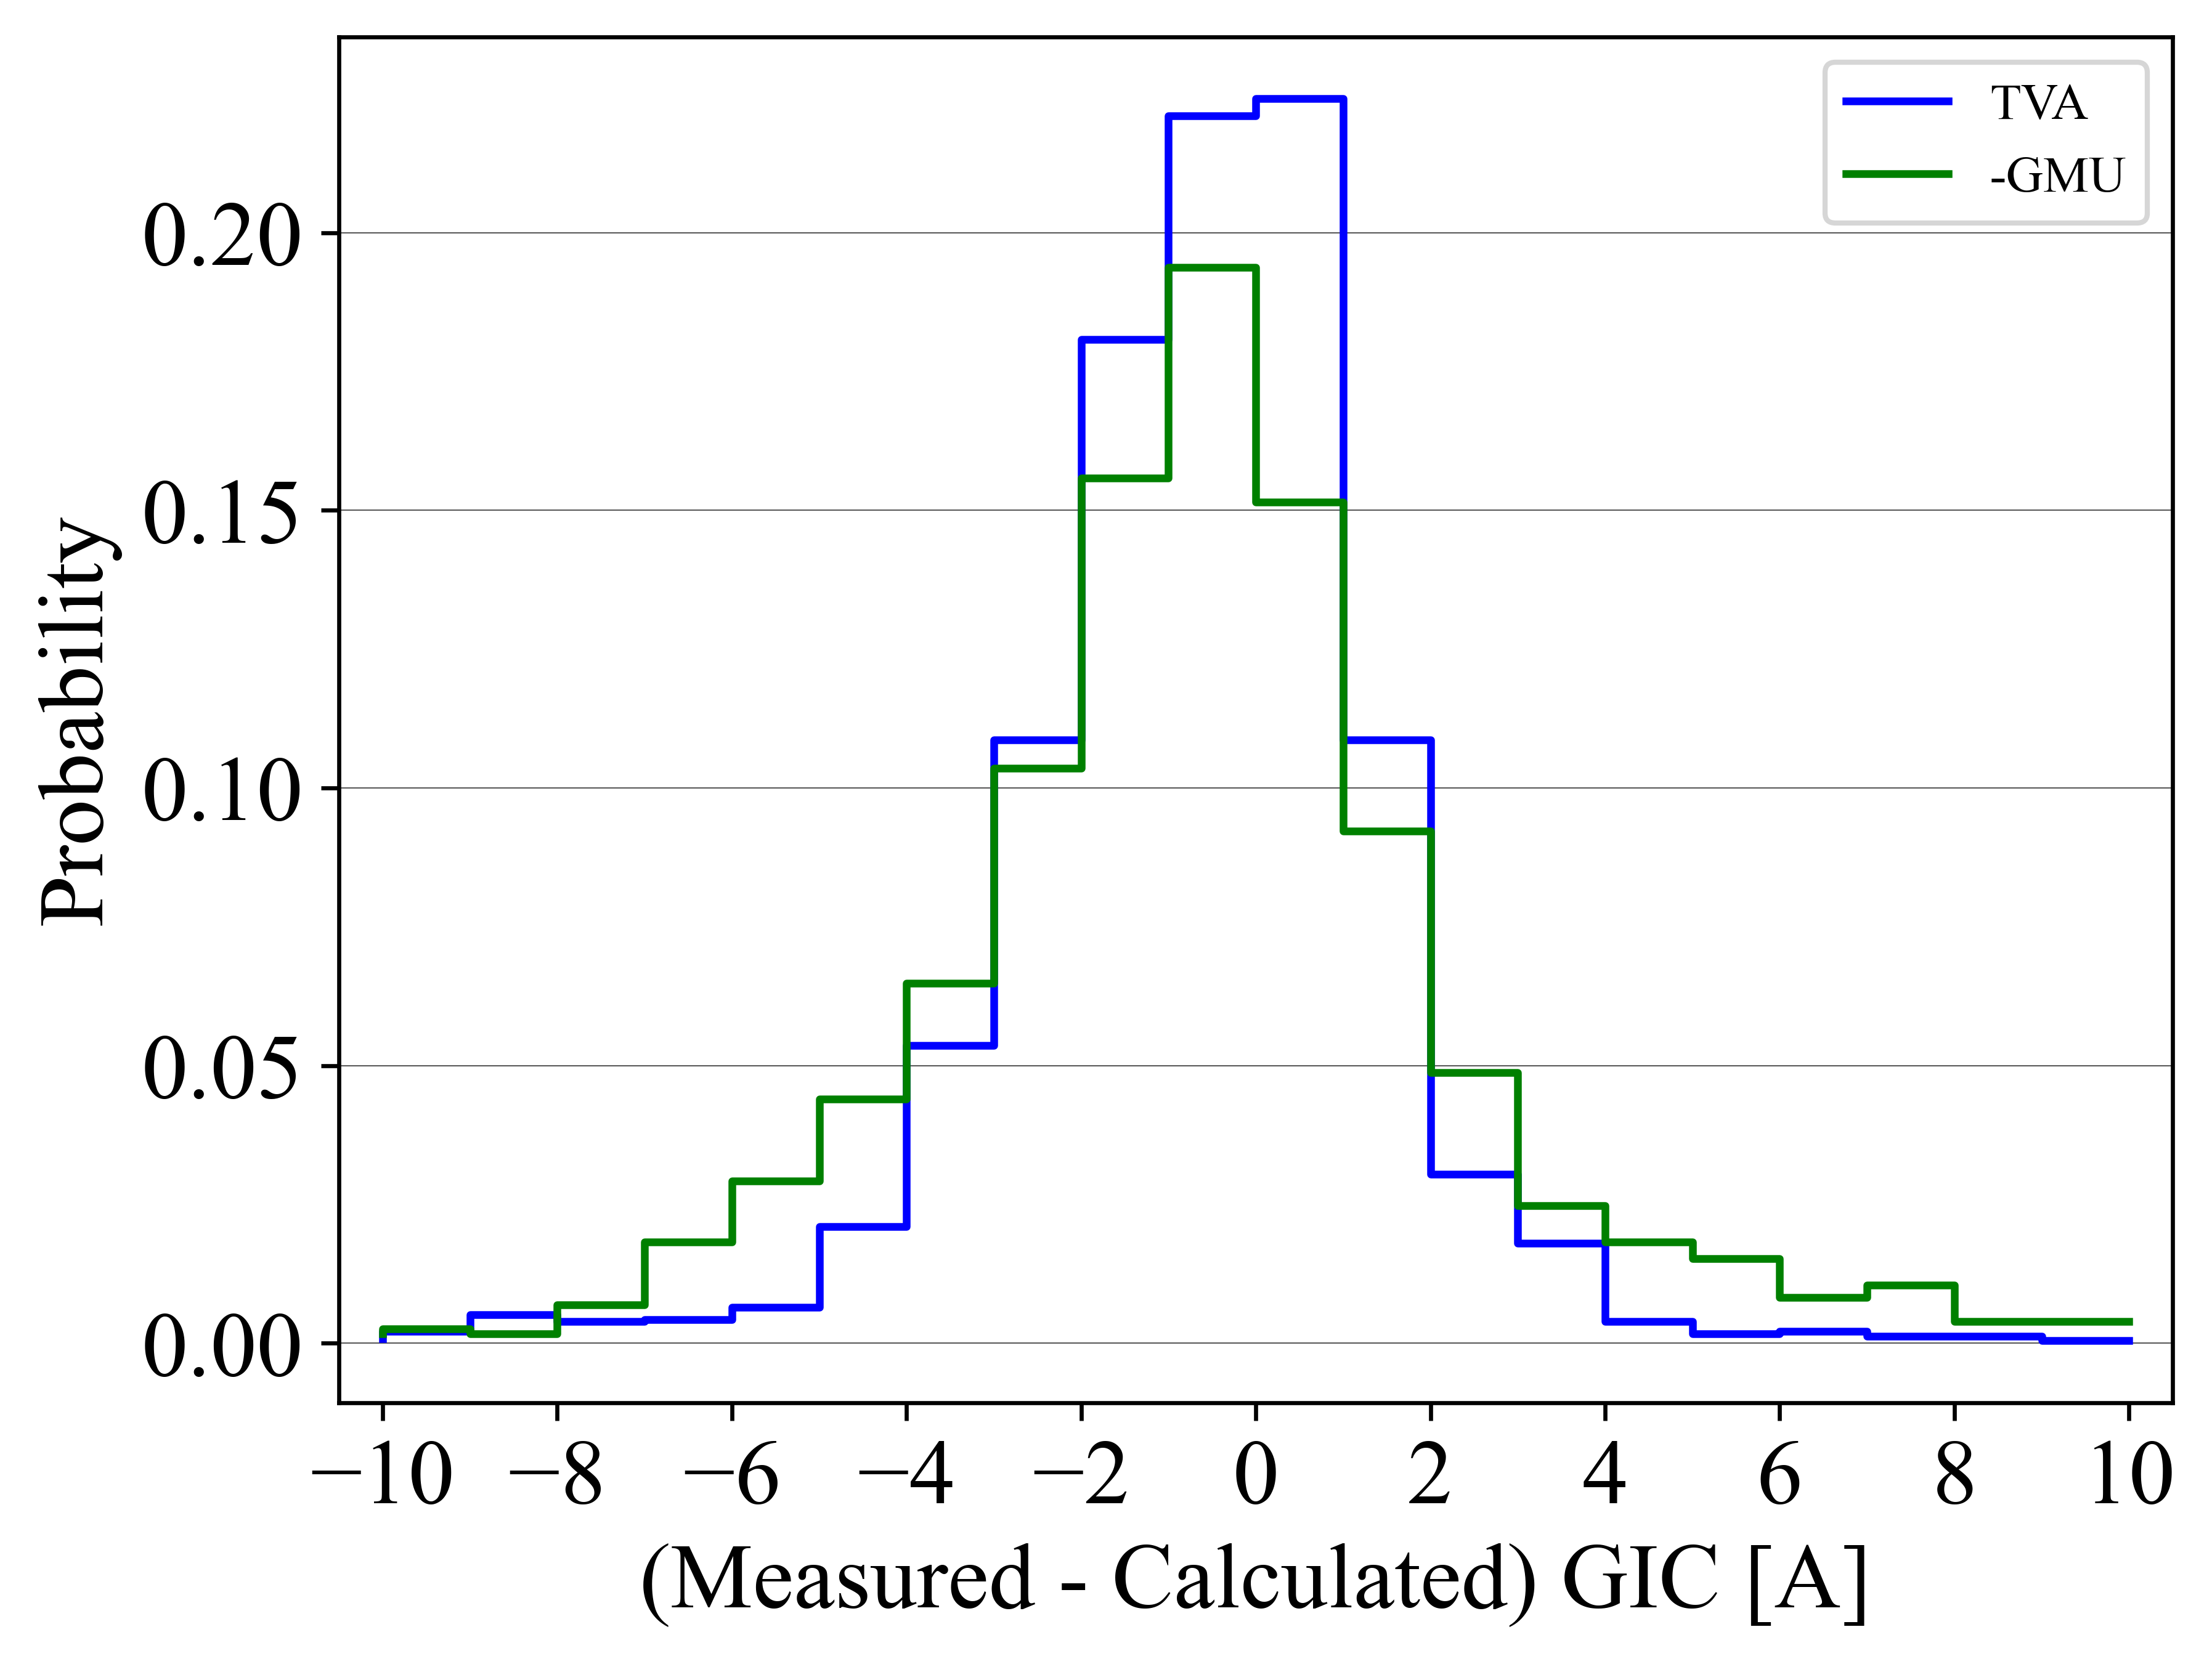 TVA
-GMU
0.20
0.15
0.10
0.05
0.00
Probability
−10 −8 −6 −4 −2 0 2 4 6 8 10
(Measured - Calculated) GIC [A]